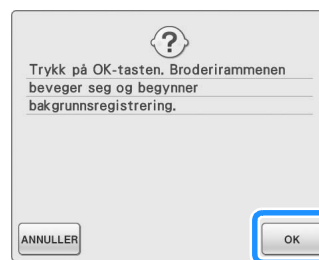 ?
Trykk på OK-tasten. Broderirammenen
beveger seg og begynner
bakgrunnsregistrering.
ANNULLER
OK